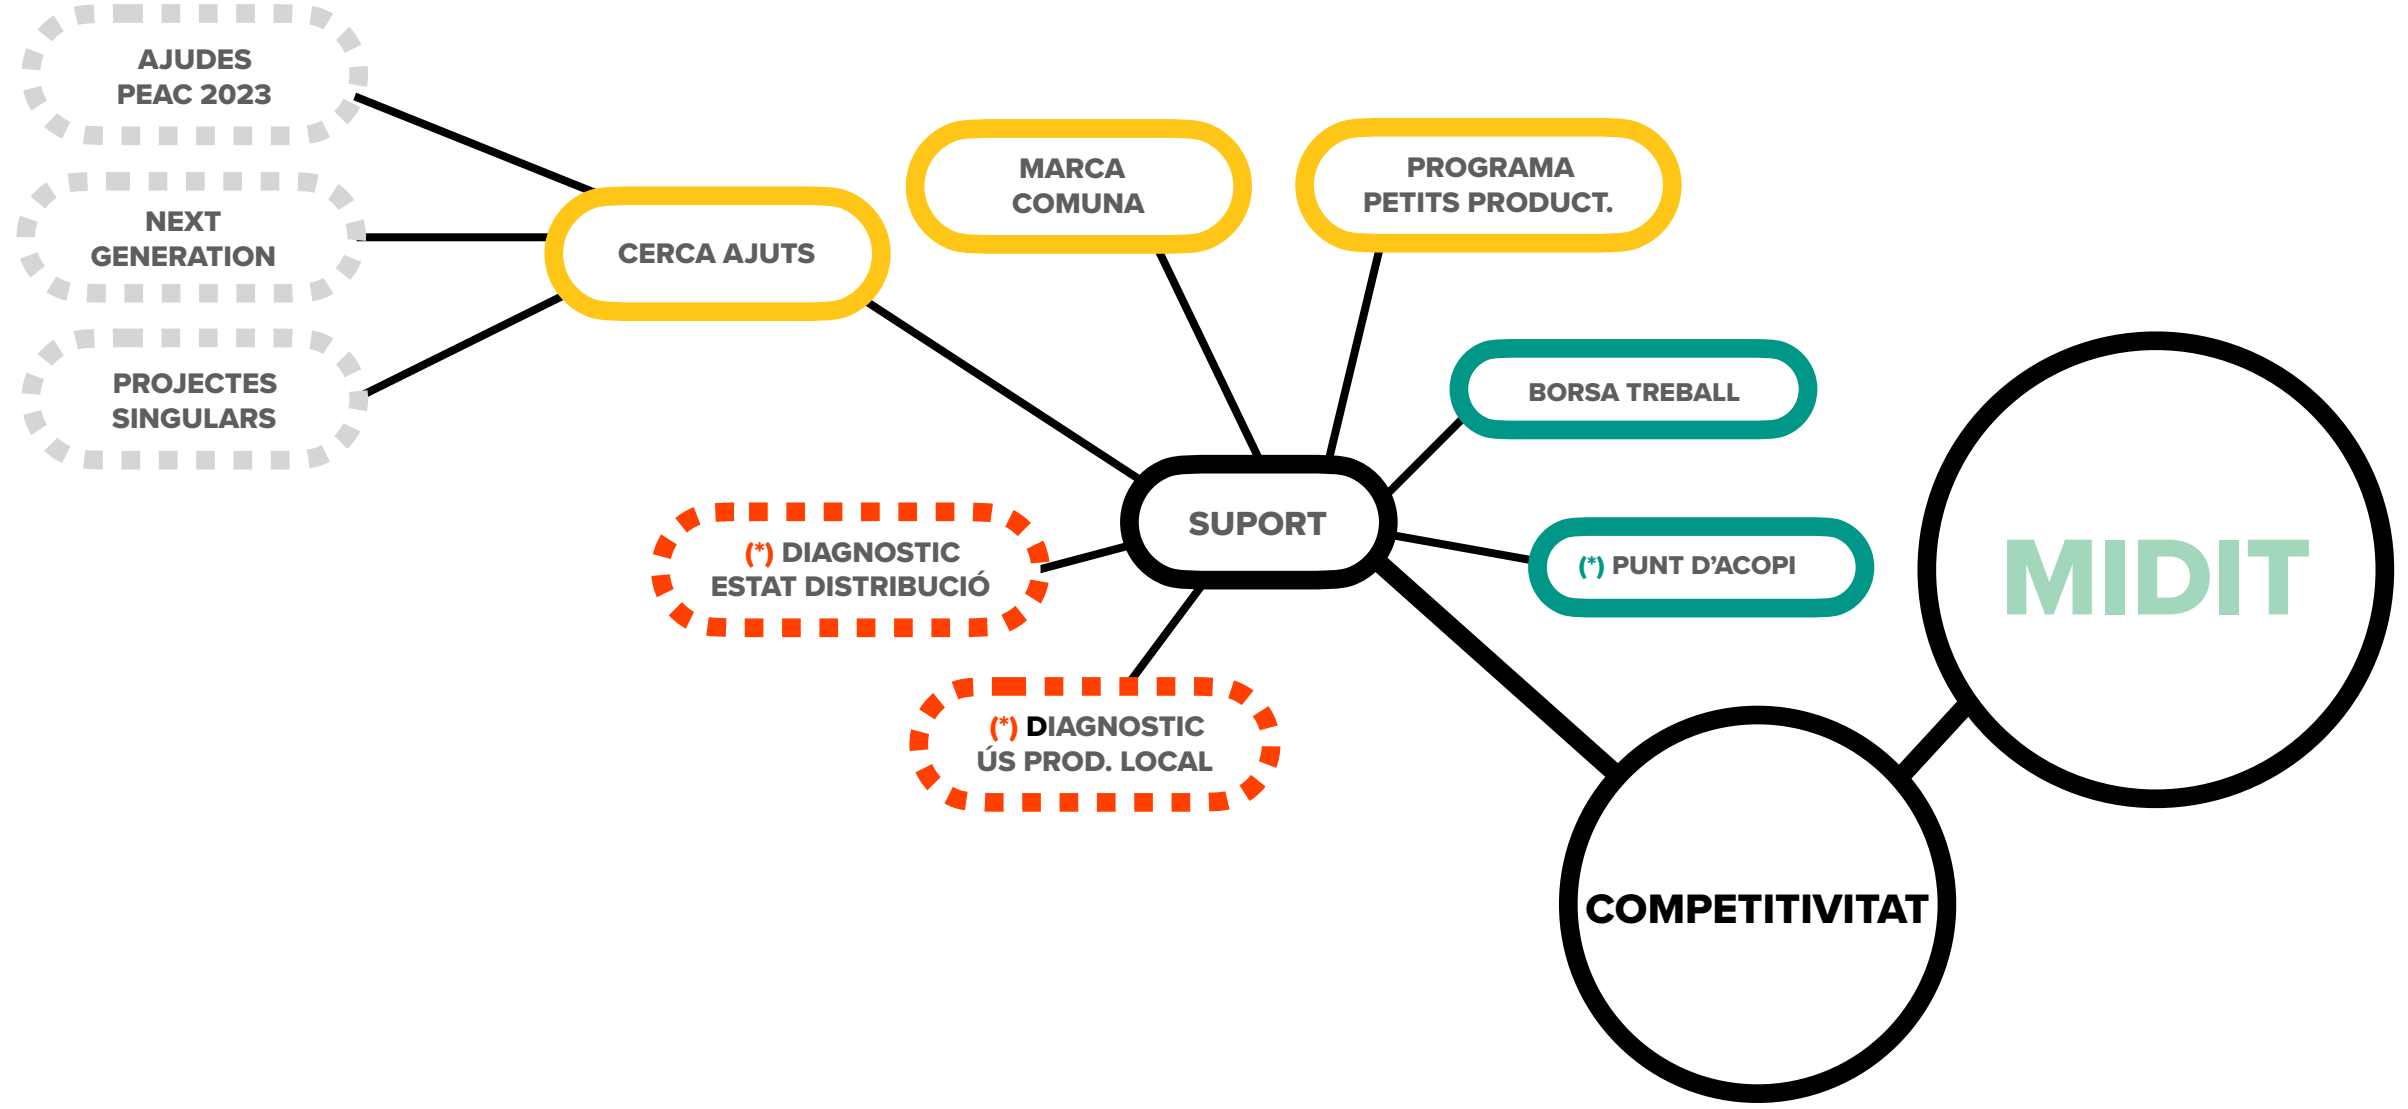 AJUDES
PEAC 2023
NEXT
GENERATION
PROJECTES
SINGULARS
CERCA AJUTS
MARCA
COMUNA
PROGRAMA
PETITS PRODUCT.
BORSA TREBALL
SUPORT
(*) PUNT D’ACOPI
(*) DIAGNOSTIC
ESTAT DISTRIBUCIÓ
(*) DIAGNOSTIC
ÚS PROD. LOCAL
MIDIT
COMPETITIVITAT